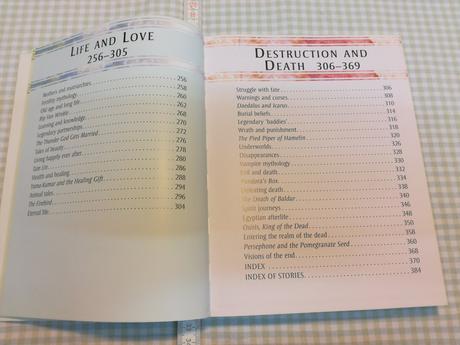 LIFE AND LOVE
256–305
Mothers and matriarchs 256
Fertility mythology 258
Old age and long life 260
Rip Van Winkle 262
Learning and knowledge 268
Legendary partnerships 270
The Thunder God Gets Married 272
Tales of beauty 276
Living happily ever after 278
Tam Lin 280
Health and healing 286
Yama-Kumar and the Healing Gift 288
Animal tales 294
The Firebird 296
Eternal life 304
DESTRUCTION AND
DEATH 306–369
Struggle with fate 306
Warnings and curses 308
Daedalus and Icarus 310
Burial beliefs 314
Legendary 'baddies' 316
Wrath and punishment 318
The Pied Piper of Hamelin 320
Underworlds 326
Disappearances 328
Vampire mythology 330
Evil and death 332
Pandora's Box 334
Defeating death 338
The Death of Baldur 340
Spirit journeys 346
Egyptian afterlife 348
Osiris, King of the Dead 350
Entering the realm of the dead 358
Persephone and the Pomegranate Seed 360
Visions of the end 368
INDEX 370
INDEX OF STORIES 384